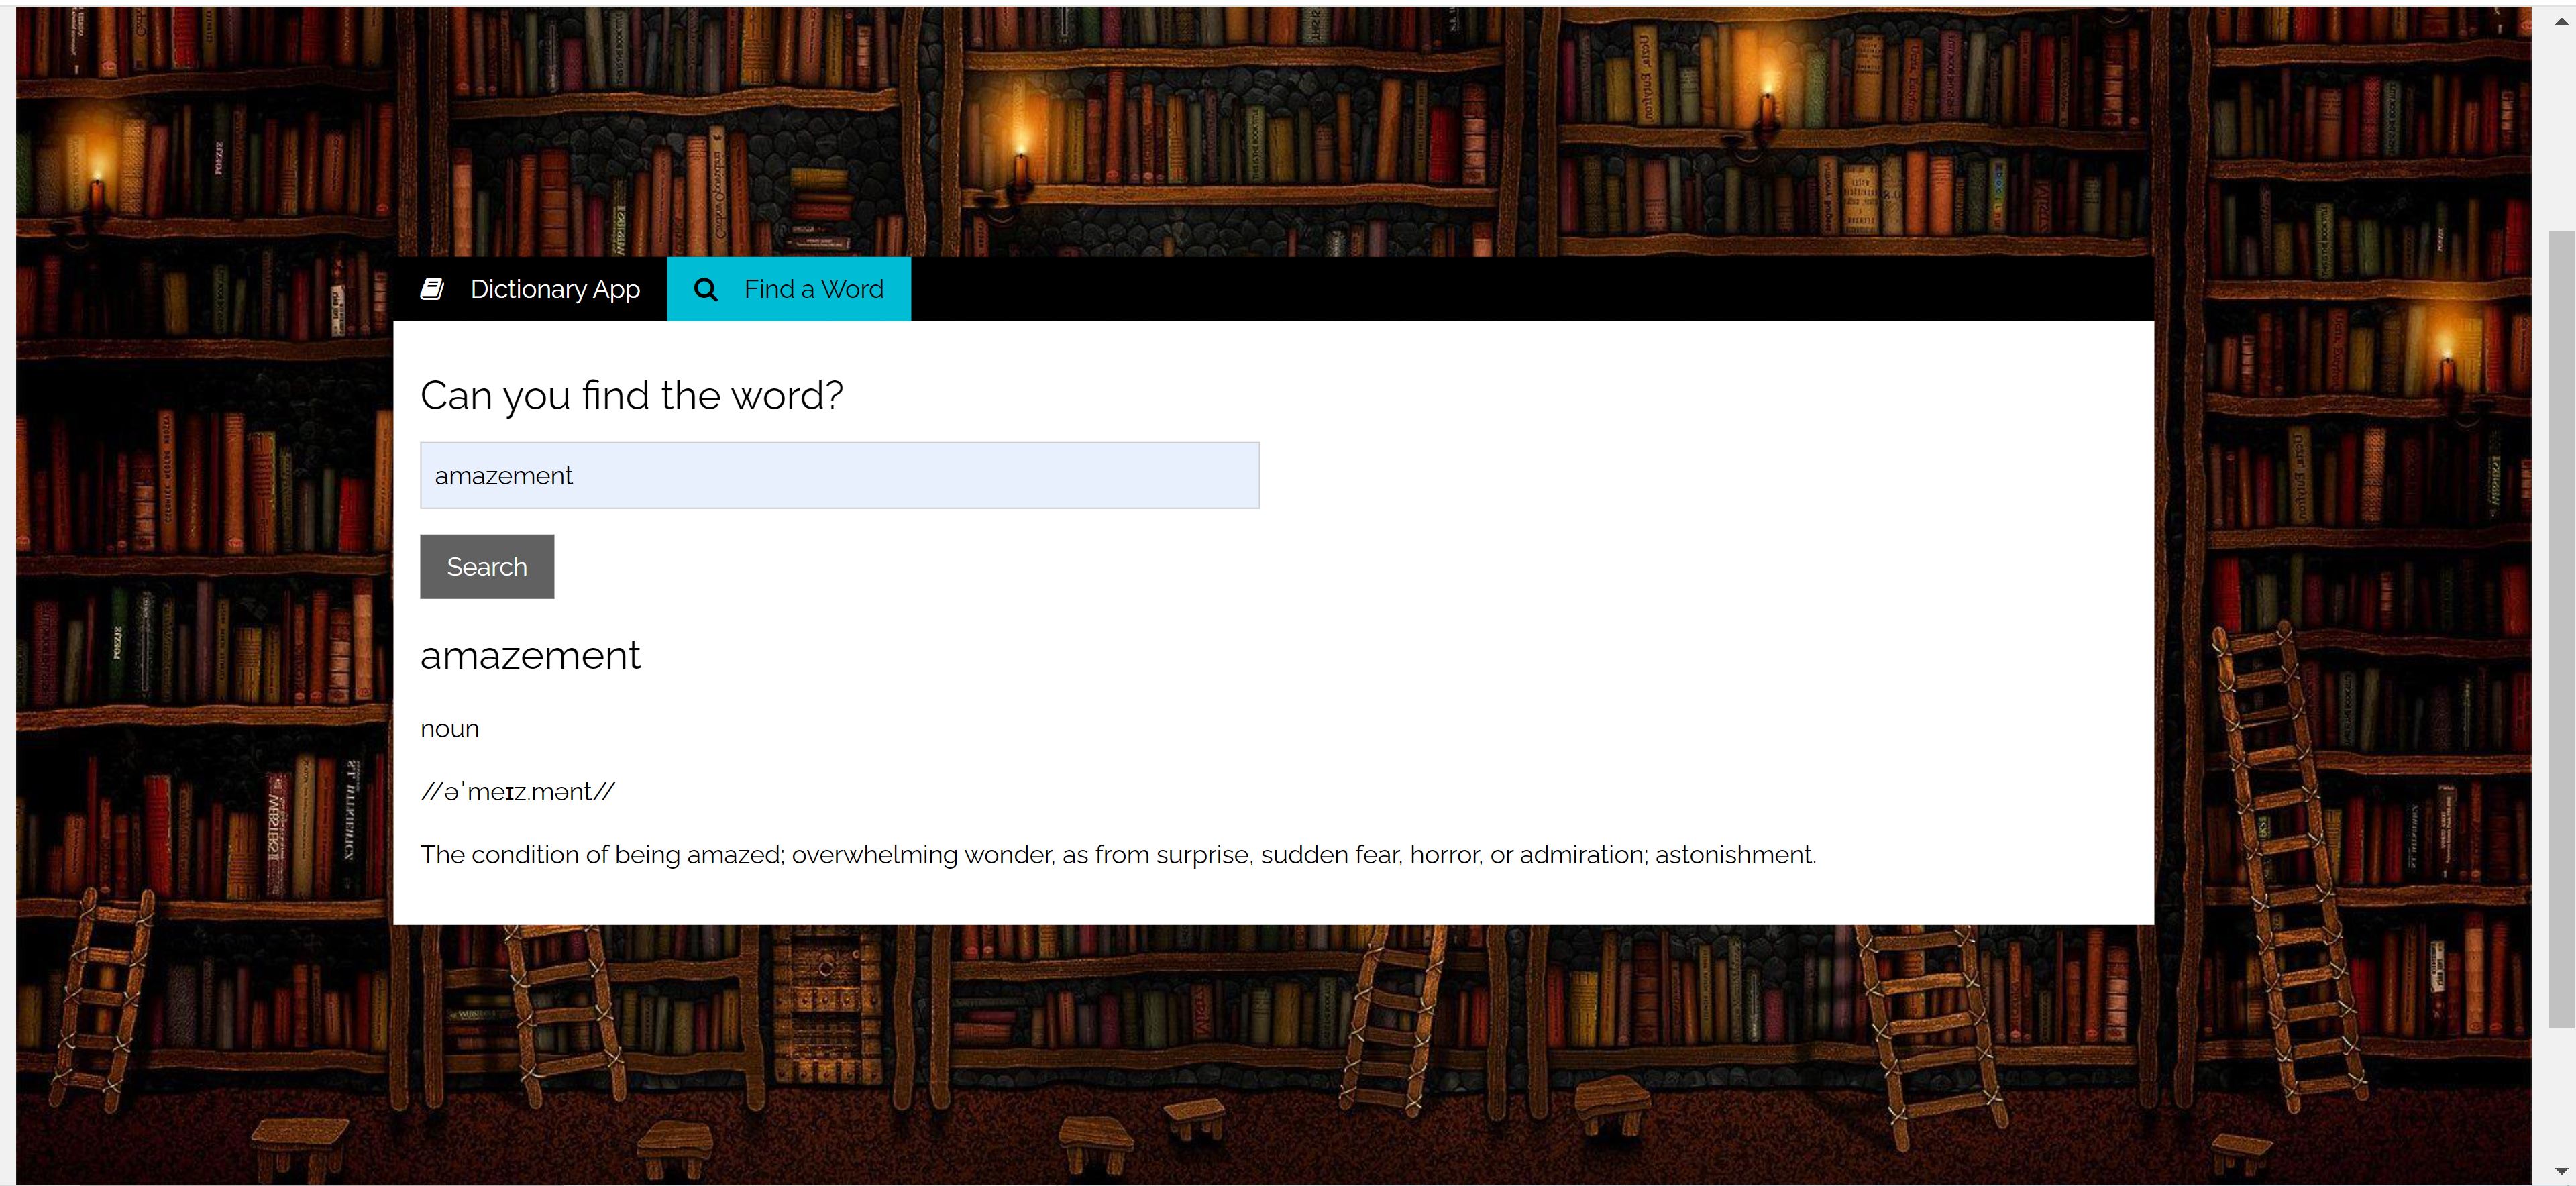 Dictionary App Find a Word
Can you find the word?
amazement
Search
amazement
noun
//əˈmeɪz.mənt//
The condition of being amazed; overwhelming wonder, as from surprise, sudden fear, horror, or admiration; astonishment.